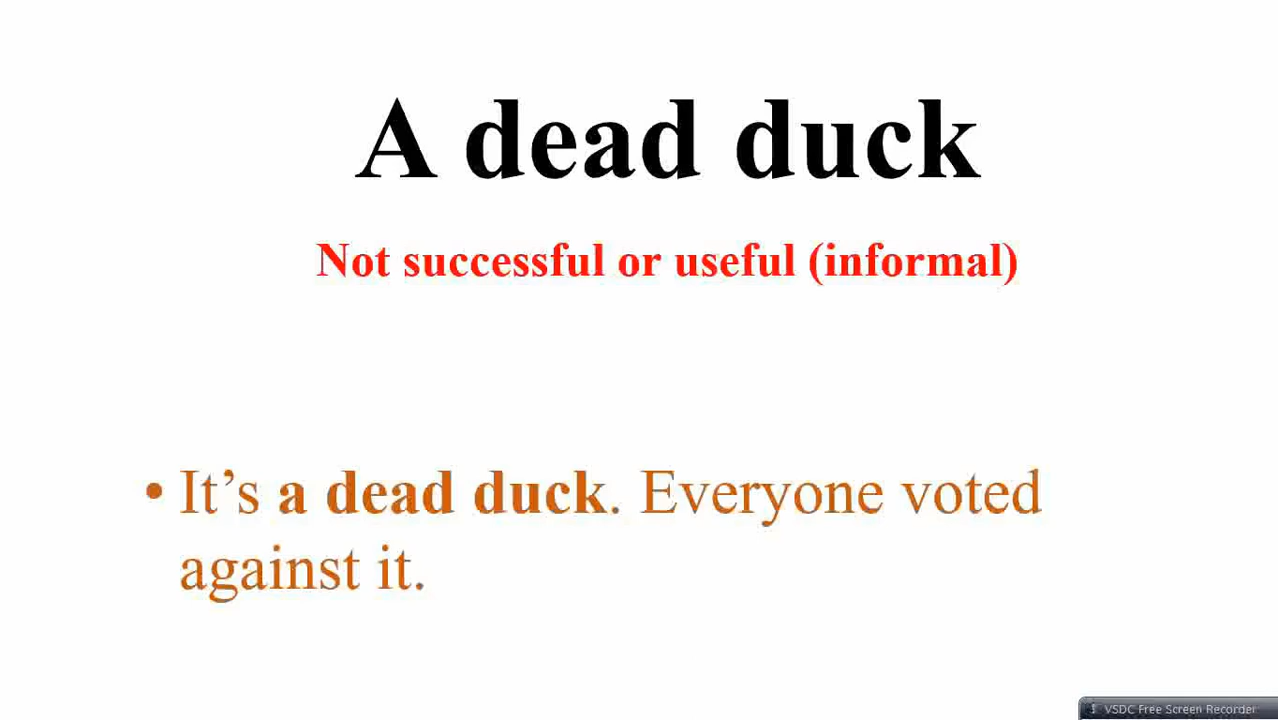 A dead duck
Not successful or useful (informal)
• It’s a dead duck. Everyone voted
against it.
VSDC Free Screen Recorder